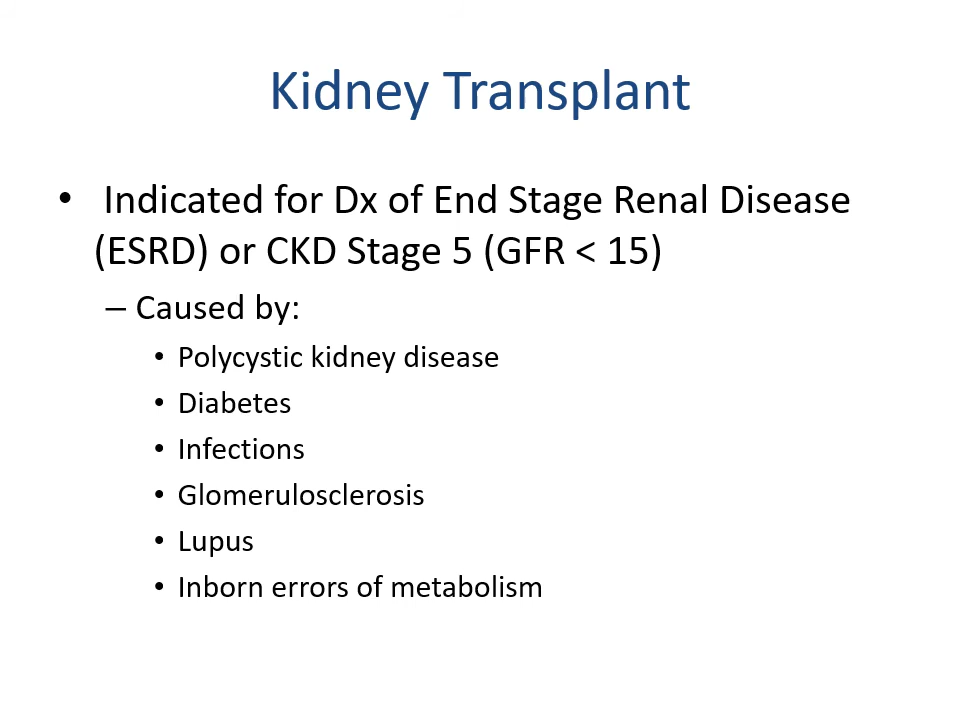 Kidney Transplant
• Indicated for Dx of End Stage Renal Disease
(ESRD) or CKD Stage 5 (GFR < 15)
– Caused by:
• Polycystic kidney disease
• Diabetes
• Infections
• Glomerulosclerosis
• Lupus
• Inborn errors of metabolism